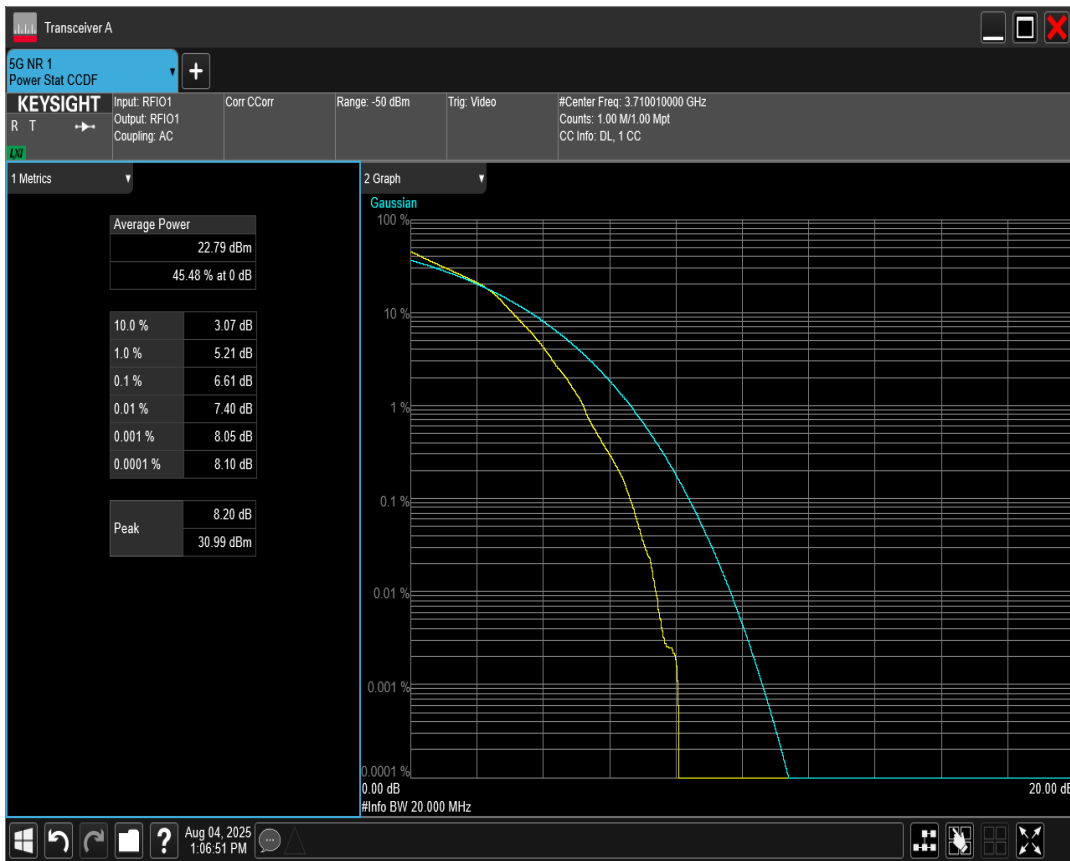 Transceiver A
5G NR 1
Power Stat CCDF
KEYSIGHT
R T
LXI
Input: RFIO1
Output: RFIO1
Coupling: AC
Corr CCorr
Range: -50 dBm
Trig: Video
#Center Freq: 3.710010000 GHz
Counts: 1.00 M/1.00 Mpt
CC Info: DL, 1 CC
1 Metrics
Average Power
22.79 dBm
45.48 % at 0 dB
10.0 % 3.07 dB
1.0 % 5.21 dB
0.1 % 6.61 dB
0.01 % 7.40 dB
0.001 % 8.05 dB
0.0001 % 8.10 dB
Peak
8.20 dB
30.99 dBm
2 Graph
Gaussian
100 %
10 %
1 %
0.1 %
0.01 %
0.001 %
0.0001 %
0.00 dB 20.00 dB
#Info BW 20.000 MHz
?
Aug 04, 2025
1:06:51 PM